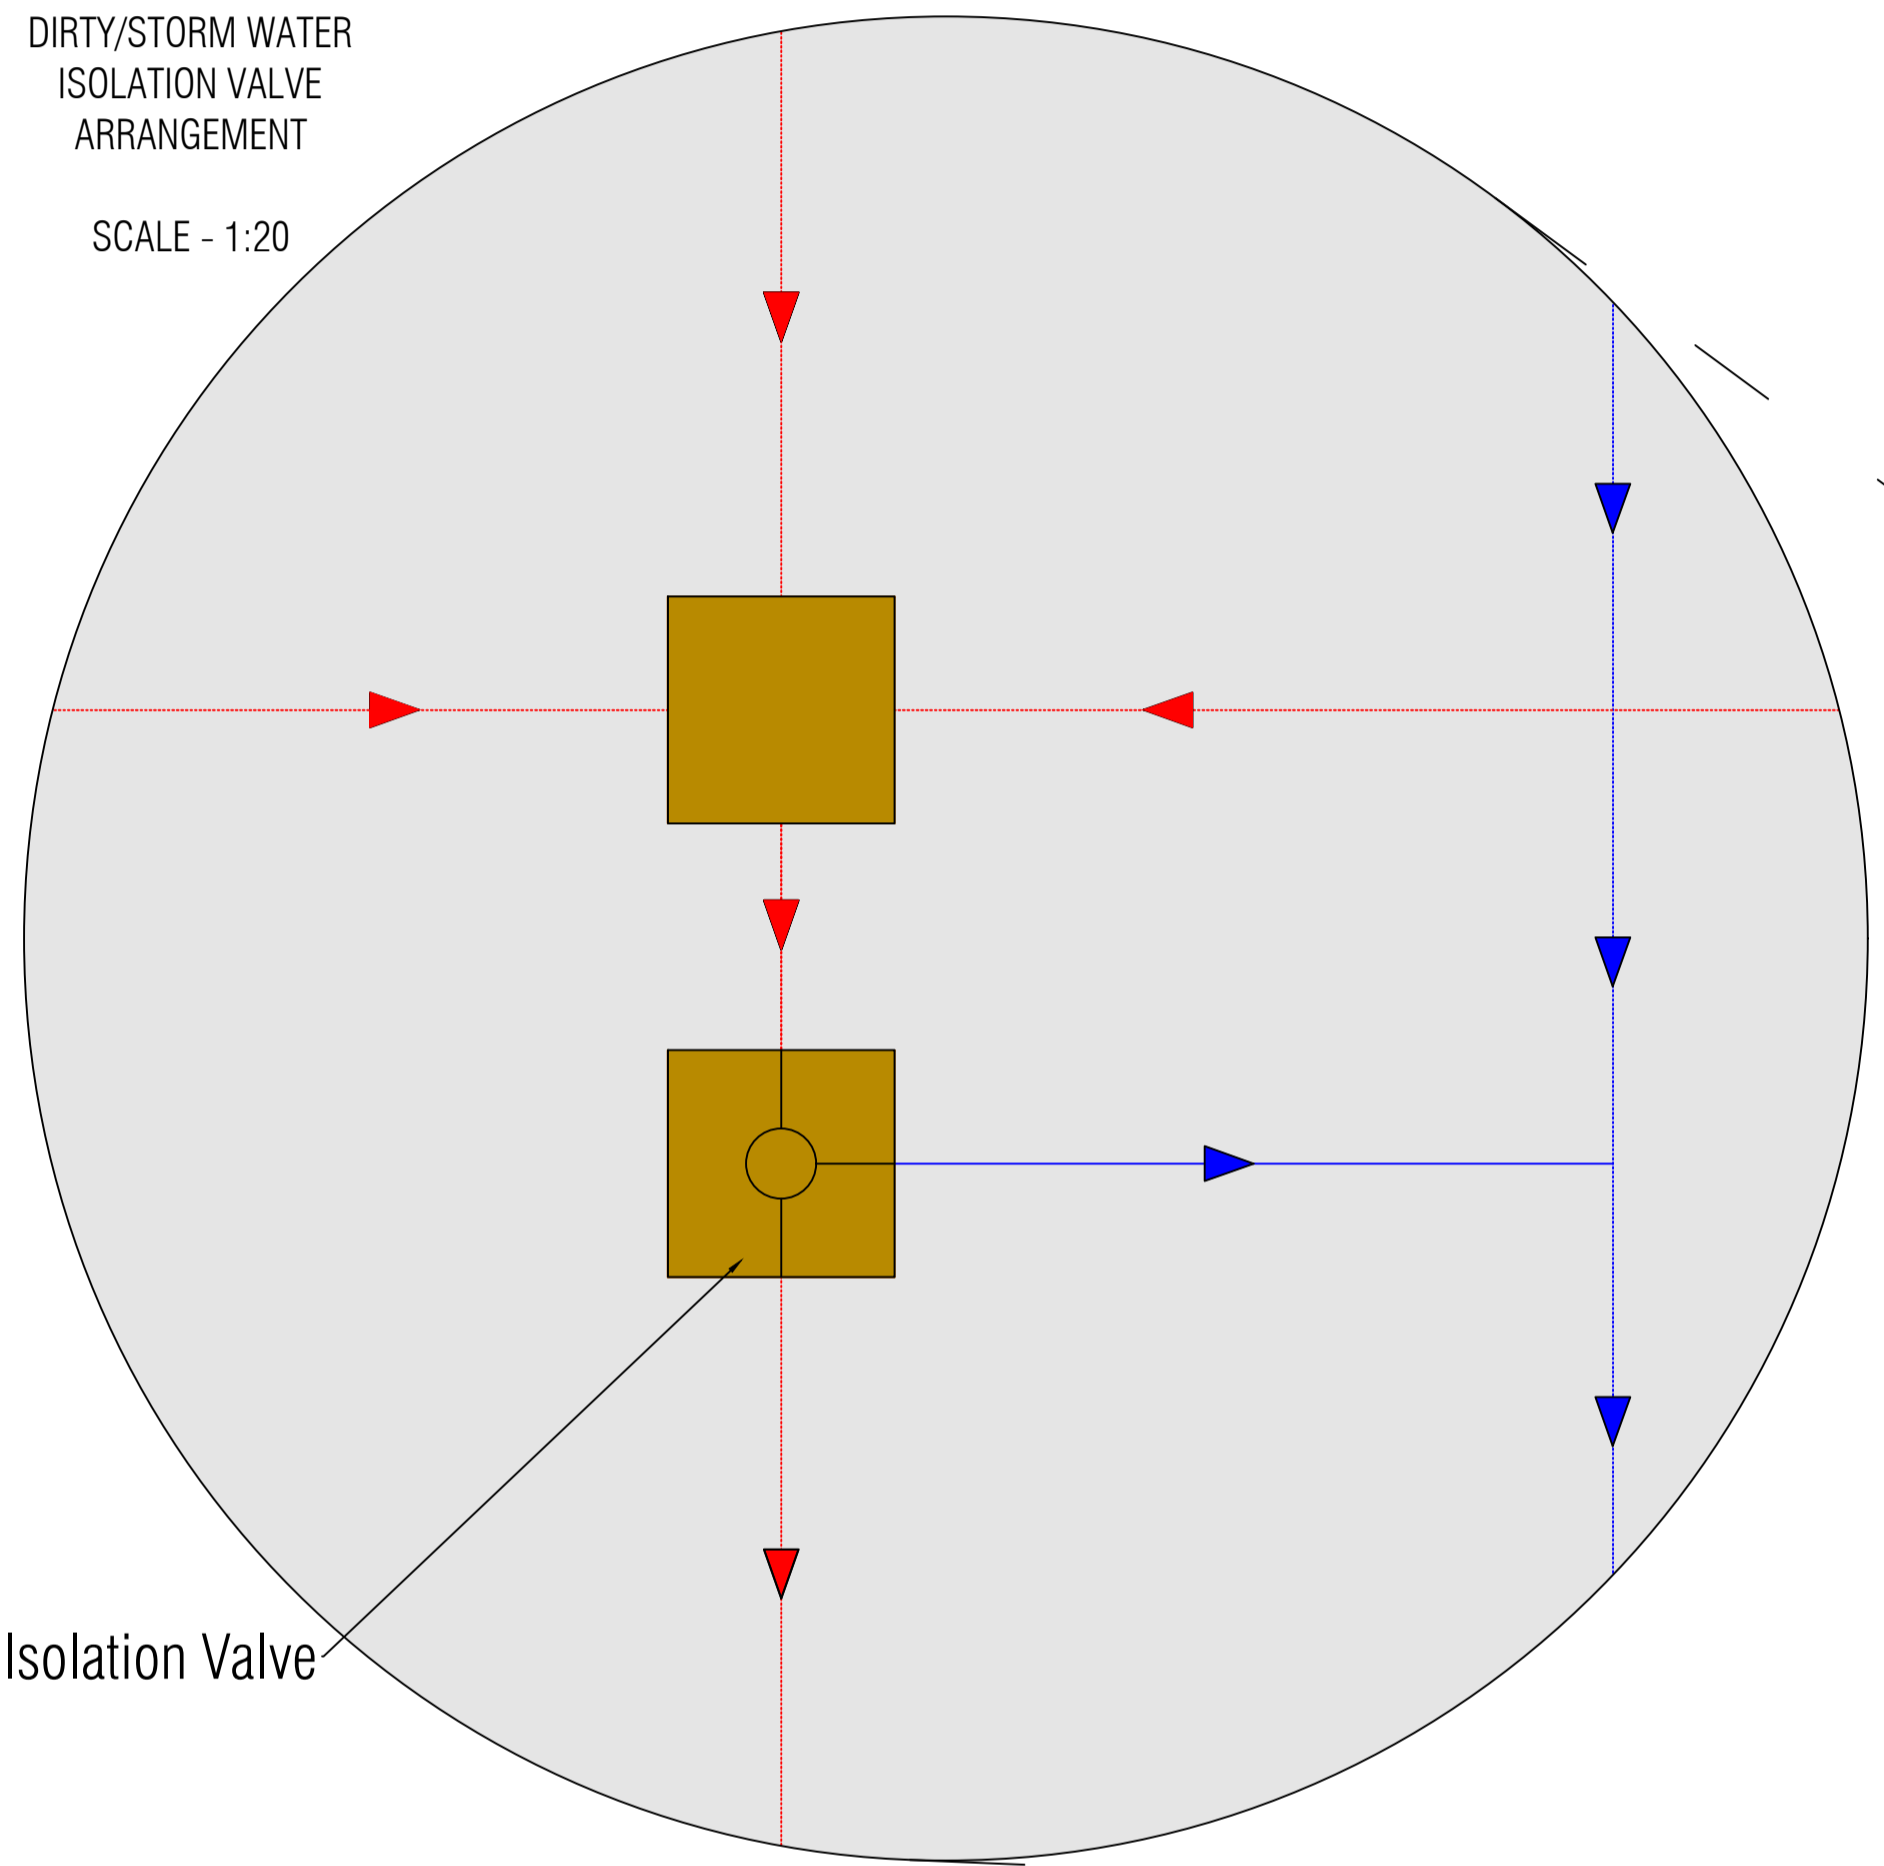 DIRTY/STORM WATER
ISOLATION VALVE
ARRANGEMENT
SCALE - 1:20
Isolation Valve